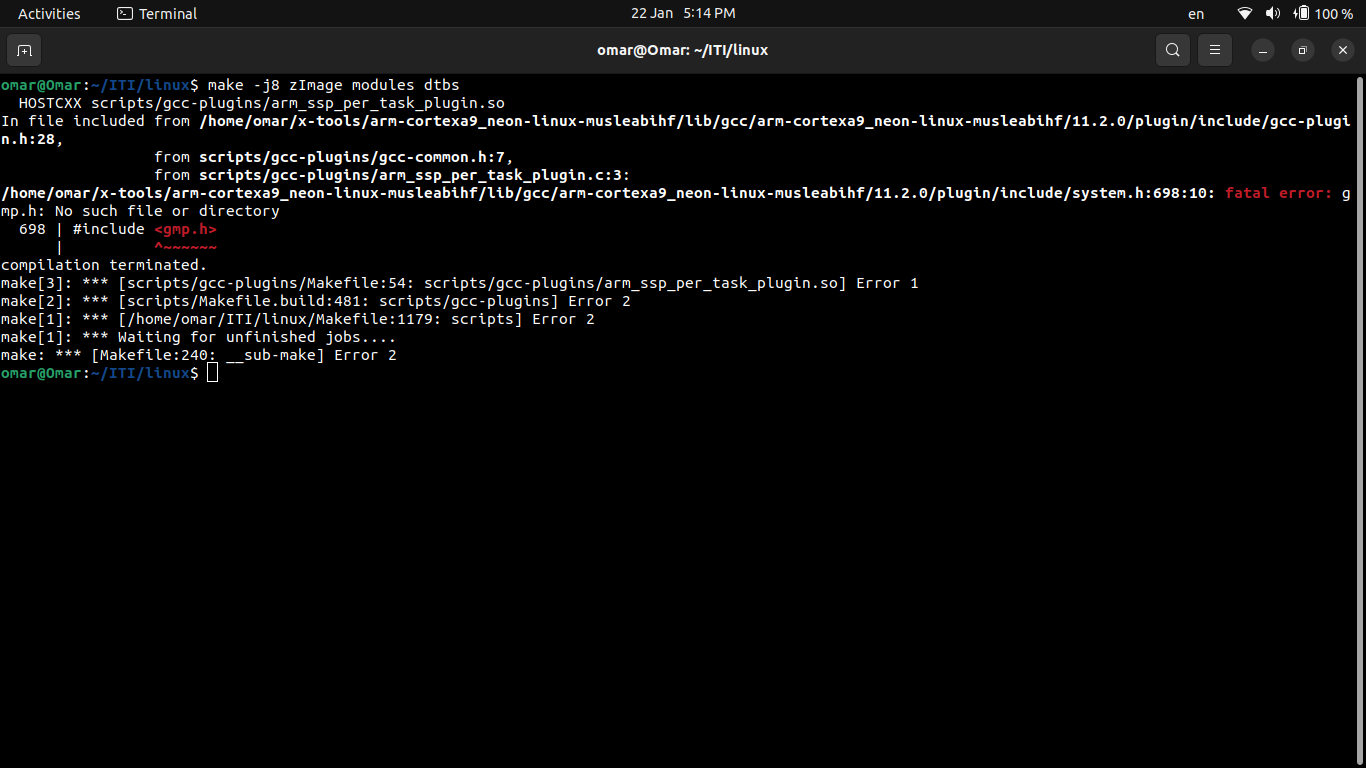 Activities Terminal 22 Jan 5:14 PM en 100 %
omar@Omar: ~/ITI/linux
omar@Omar:~/ITI/linux$ make -j8 zImage modules dtbs
  HOSTCXX scripts/gcc-plugins/arm_ssp_per_task_plugin.so
In file included from /home/omar/x-tools/arm-cortexa9_neon-linux-musleabihf/lib/gcc/arm-cortexa9_neon-linux-musleabihf/11.2.0/plugin/include/gcc-plugi
n.h:28,
                 from scripts/gcc-plugins/gcc-common.h:7,
                 from scripts/gcc-plugins/arm_ssp_per_task_plugin.c:3:
/home/omar/x-tools/arm-cortexa9_neon-linux-musleabihf/lib/gcc/arm-cortexa9_neon-linux-musleabihf/11.2.0/plugin/include/system.h:698:10: fatal error: g
mp.h: No such file or directory
  698 | #include <gmp.h>
      |          ^~~~~~~
compilation terminated.
make[3]: *** [scripts/gcc-plugins/Makefile:54: scripts/gcc-plugins/arm_ssp_per_task_plugin.so] Error 1
make[2]: *** [scripts/Makefile.build:481: scripts/gcc-plugins] Error 2
make[1]: *** [/home/omar/ITI/linux/Makefile:1179: scripts] Error 2
make[1]: *** Waiting for unfinished jobs....
make: *** [Makefile:240: __sub-make] Error 2
omar@Omar:~/ITI/linux$